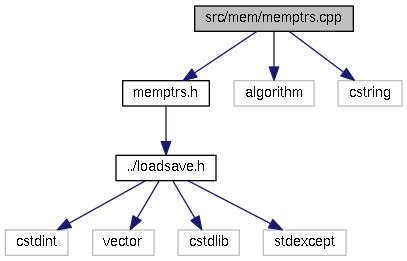 src/mem/memptrs.cpp
memptrs.h
algorithm
cstring
../loadsave.h
cstdint
vector
cstdlib
stdexcept